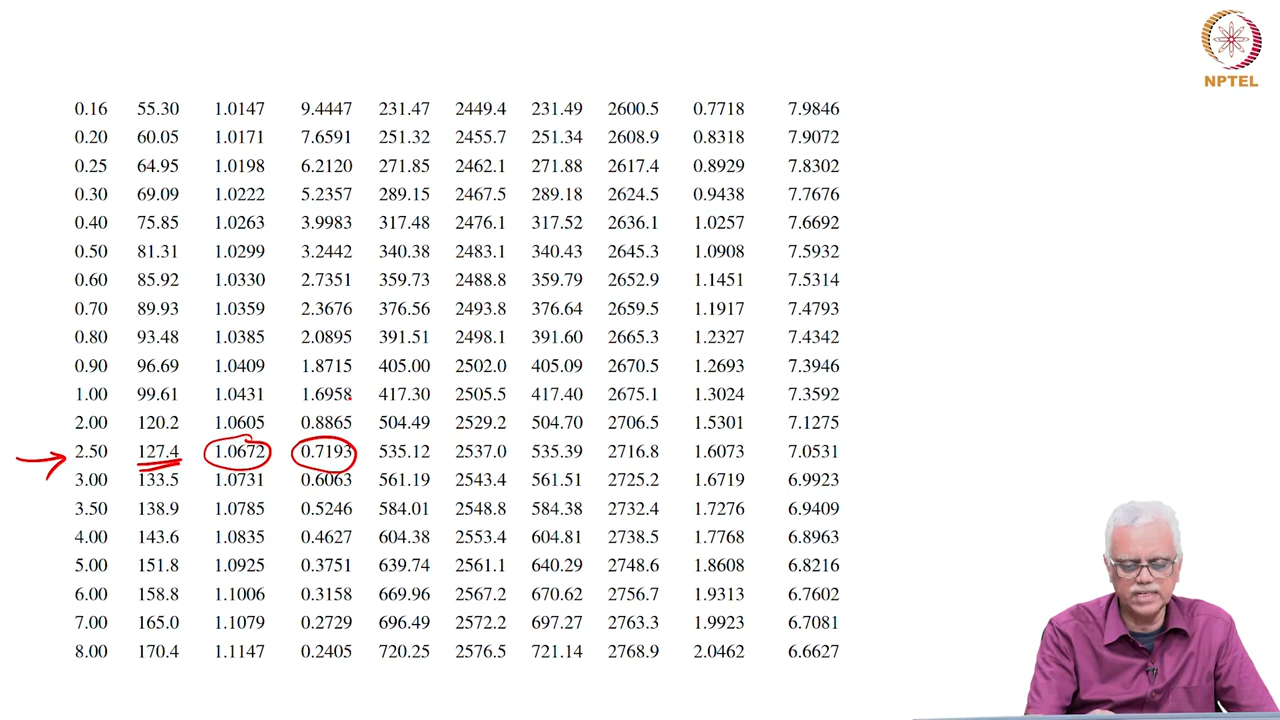 NPTEL
0.16 55.30 1.0147 9.4447 231.47 2449.4 231.49 2600.5 0.7718 7.9846
0.20 60.05 1.0171 7.6591 251.32 2455.7 251.34 2608.9 0.8318 7.9072
0.25 64.95 1.0198 6.2120 271.85 2462.1 271.88 2617.4 0.8929 7.8302
0.30 69.09 1.0222 5.2357 289.15 2467.5 289.18 2624.5 0.9438 7.7676
0.40 75.85 1.0263 3.9983 317.48 2476.1 317.52 2636.1 1.0257 7.6692
0.50 81.31 1.0299 3.2442 340.38 2483.1 340.43 2645.3 1.0908 7.5932
0.60 85.92 1.0330 2.7351 359.73 2488.8 359.79 2652.9 1.1451 7.5314
0.70 89.93 1.0359 2.3676 376.56 2493.8 376.64 2659.5 1.1917 7.4793
0.80 93.48 1.0385 2.0895 391.51 2498.1 391.60 2665.3 1.2327 7.4342
0.90 96.69 1.0409 1.8715 405.00 2502.0 405.09 2670.5 1.2693 7.3946
1.00 99.61 1.0431 1.6958 417.30 2505.5 417.40 2675.1 1.3024 7.3592
2.00 120.2 1.0605 0.8865 504.49 2529.2 504.70 2706.5 1.5301 7.1275
2.50 127.4 1.0672 0.7193 535.12 2537.0 535.39 2716.8 1.6073 7.0531
3.00 133.5 1.0731 0.6063 561.19 2543.4 561.51 2725.2 1.6719 6.9923
3.50 138.9 1.0785 0.5246 584.01 2548.8 584.38 2732.4 1.7276 6.9409
4.00 143.6 1.0835 0.4627 604.38 2553.4 604.81 2738.5 1.7768 6.8963
5.00 151.8 1.0925 0.3751 639.74 2561.1 640.29 2748.6 1.8608 6.8216
6.00 158.8 1.1006 0.3158 669.96 2567.2 670.62 2756.7 1.9313 6.7602
7.00 165.0 1.1079 0.2729 696.49 2572.2 697.27 2763.3 1.9923 6.7081
8.00 170.4 1.1147 0.2405 720.25 2576.5 721.14 2768.9 2.0462 6.6627